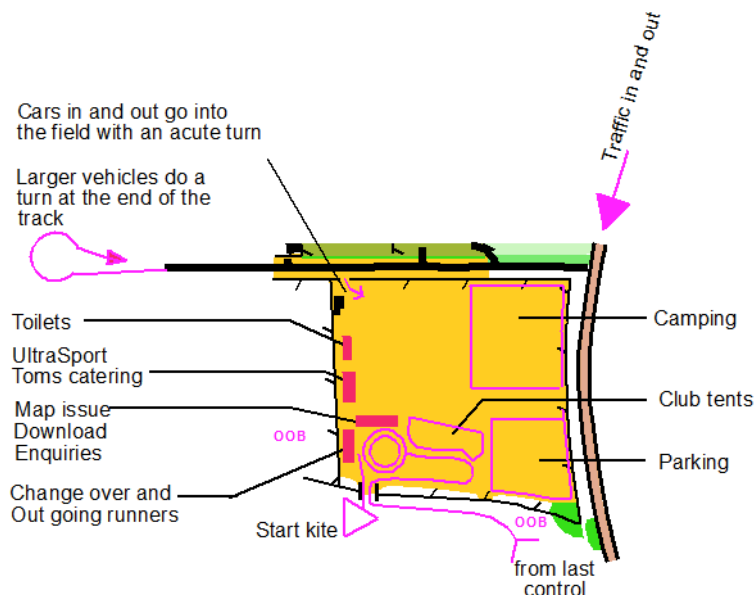 Traffic in and out
Cars in and out go into
the field with an acute turn
Larger vehicles do a
turn at the end of the
track
Toilets
UltraSport
Toms catering
Map issue
Download
Enquiries
OOB
Change over and
Out going runners
Start kite
Camping
Club tents
Parking
OOB
from last
control